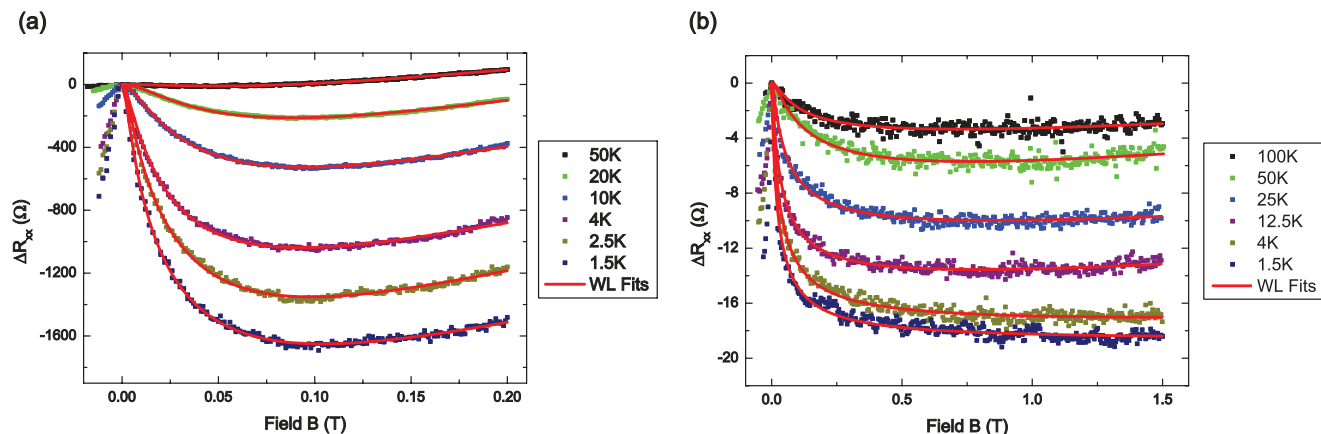 (a)
0
-400
-800
-1200
-1600
ΔRxx (Ω)
0.00
0.05
0.10
0.15
0.20
Field B (T)
50K
20K
10K
4K
2.5K
1.5K
WL Fits
(b)
0
-4
-8
-12
-16
-20
ΔRxx (Ω)
0.0
0.5
1.0
1.5
Field B (T)
100K
50K
25K
12.5K
4K
1.5K
WL Fits